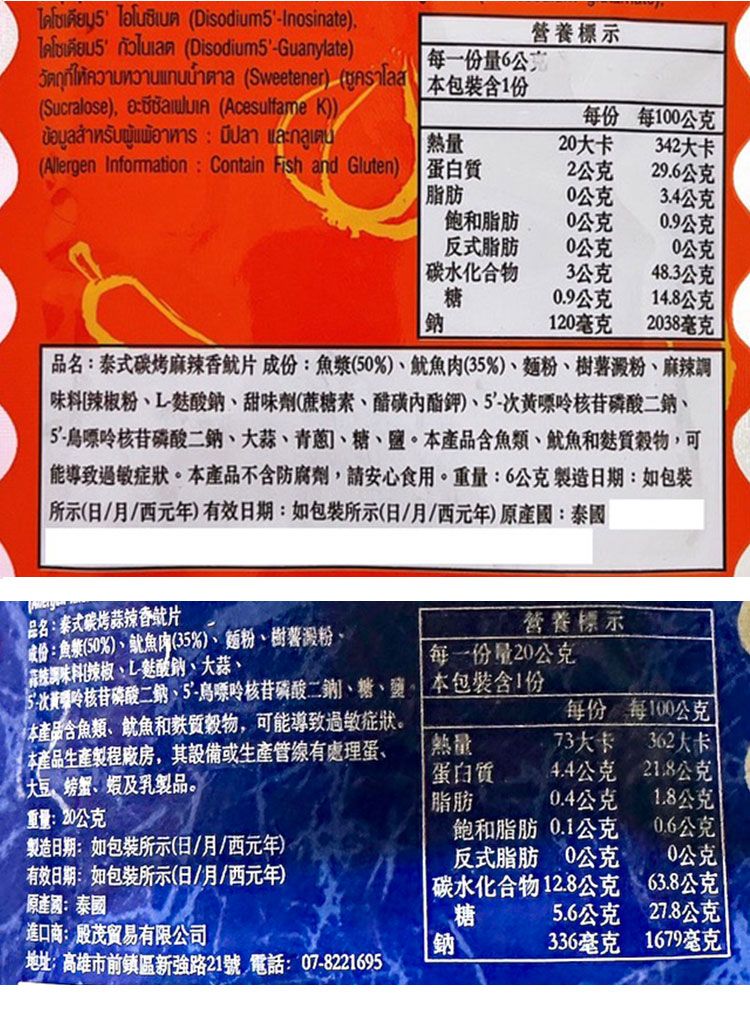 ไดโซเดียม5' ไอโนซิเนต (Disodium5'-Inosinate),
ไดโซเดียม5' กัวไนเลต (Disodium5'-Guanylate)
วัตถุที่ให้ความหวานแทนน้ำตาล (Sweetener) (ซูคราโลส
(Sucralose), อะซีซัลเฟมเค (Acesulfame K))
ข้อมูลสำหรับผู้แพ้อาหาร : มีปลา และกลูเตน
(Allergen Information : Contain Fish and Gluten)
營養標示
每一份量6公克
本包裝含1份
每份 每100公克
熱量 20大卡 342大卡
蛋白質 2公克 29.6公克
脂肪 0公克 3.4公克
飽和脂肪 0公克 0.9公克
反式脂肪 0公克 0公克
碳水化合物 3公克 48.3公克
糖 0.9公克 14.8公克
鈉 120毫克 2038毫克
品名：泰式碳烤麻辣香魷片 成份：魚漿(50%)、魷魚肉(35%)、麵粉、樹薯澱粉、麻辣調
味料[辣椒粉、L-麩酸鈉、甜味劑(蔗糖素、醋磺內酯鉀)、5'-次黃嘌呤核苷磷酸二鈉、
5'-鳥嘌呤核苷磷酸二鈉、大蒜、青蔥]、糖、鹽。本產品含魚類、魷魚和麩質穀物，可
能導致過敏症狀。本產品不含防腐劑，請安心食用。重量：6公克 製造日期：如包裝
所示(日/月/西元年) 有效日期：如包裝所示(日/月/西元年) 原產國：泰國
品名：泰式碳烤蒜辣香魷片
成份：魚漿(50%)、魷魚肉(35%)、麵粉、樹薯澱粉、
蒜辣調味料[辣椒、L-麩酸鈉、大蒜、
5'-次黃嘌呤核苷磷酸二鈉、5'-鳥嘌呤核苷磷酸二鈉]、糖、鹽。
本產品含魚類、魷魚和麩質穀物，可能導致過敏症狀。
本產品生產製程廠房，其設備或生產管線有處理蛋、
大豆、螃蟹、蝦及乳製品。
重量: 20公克
製造日期: 如包裝所示(日/月/西元年)
有效日期: 如包裝所示(日/月/西元年)
原產國: 泰國
進口商: 殷茂貿易有限公司
地址: 高雄市前鎮區新強路21號 電話: 07-8221695
營養標示
每一份量20公克
本包裝含1份
每份 每100公克
熱量 73大卡 362大卡
蛋白質 4.4公克 21.8公克
脂肪 0.4公克 1.8公克
飽和脂肪 0.1公克 0.6公克
反式脂肪 0公克 0公克
碳水化合物 12.8公克 63.8公克
糖 5.6公克 27.8公克
鈉 336毫克 1679毫克